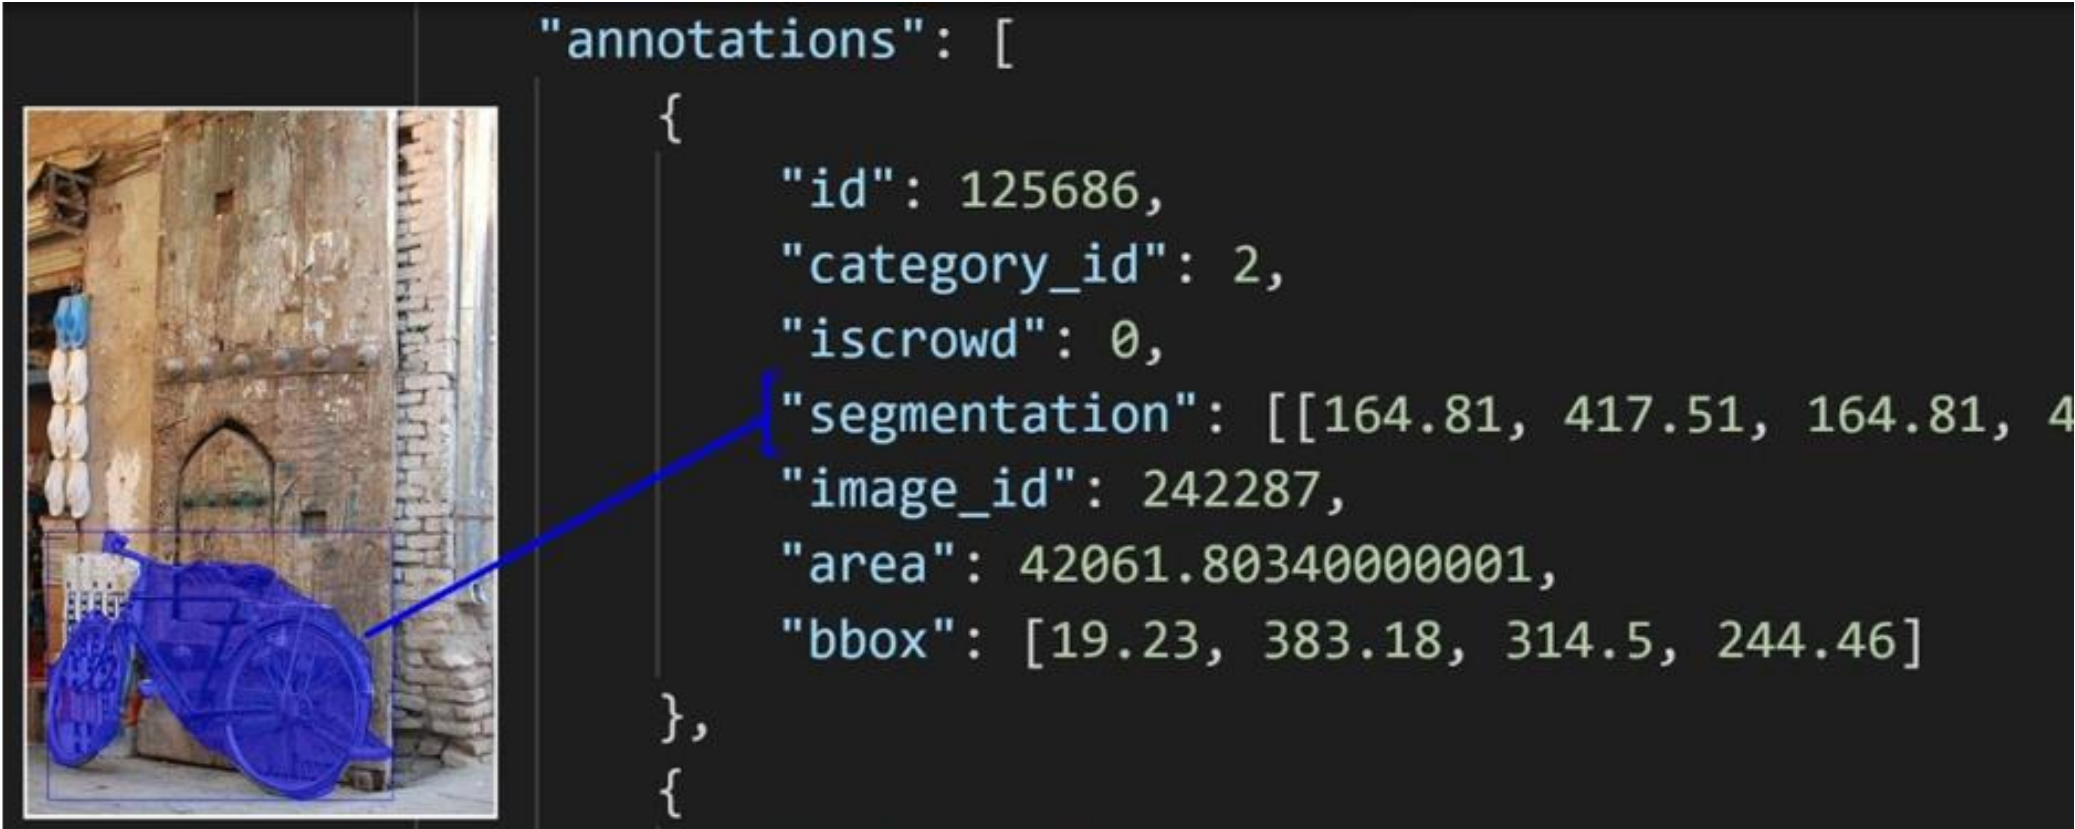 "annotations": [
{
"id": 125686,
"category_id": 2,
"iscrowd": 0,
"segmentation": [[164.81, 417.51, 164.81, 4
"image_id": 242287,
"area": 42061.80340000001,
"bbox": [19.23, 383.18, 314.5, 244.46]
},
{